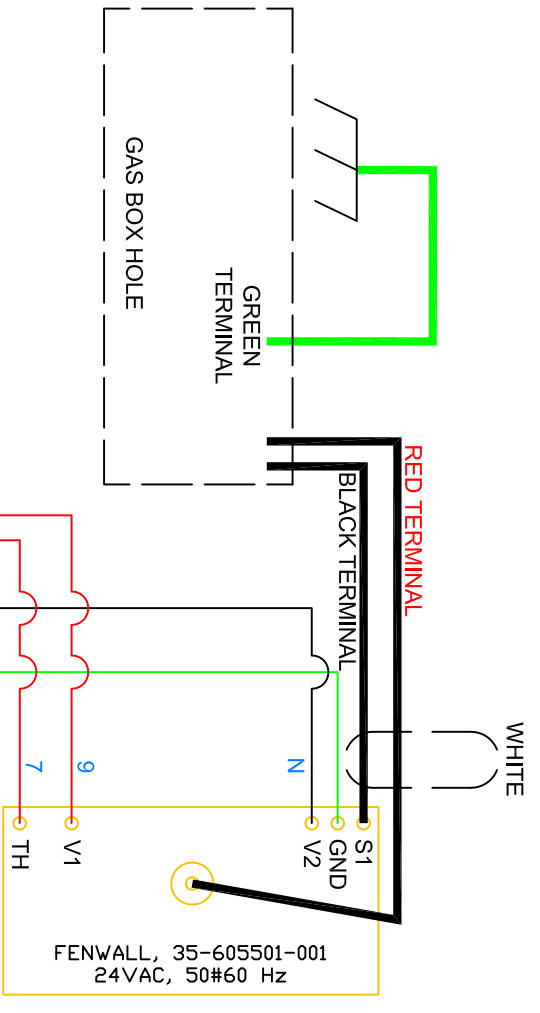 GAS BOX HOLE
GREEN
TERMINAL
RED TERMINAL
BLACK TERMINAL
WHITE
7
9
N
TH
V1
V2
GND
S1
FENWALL, 35-605501-001
24VAC, 50#60 Hz